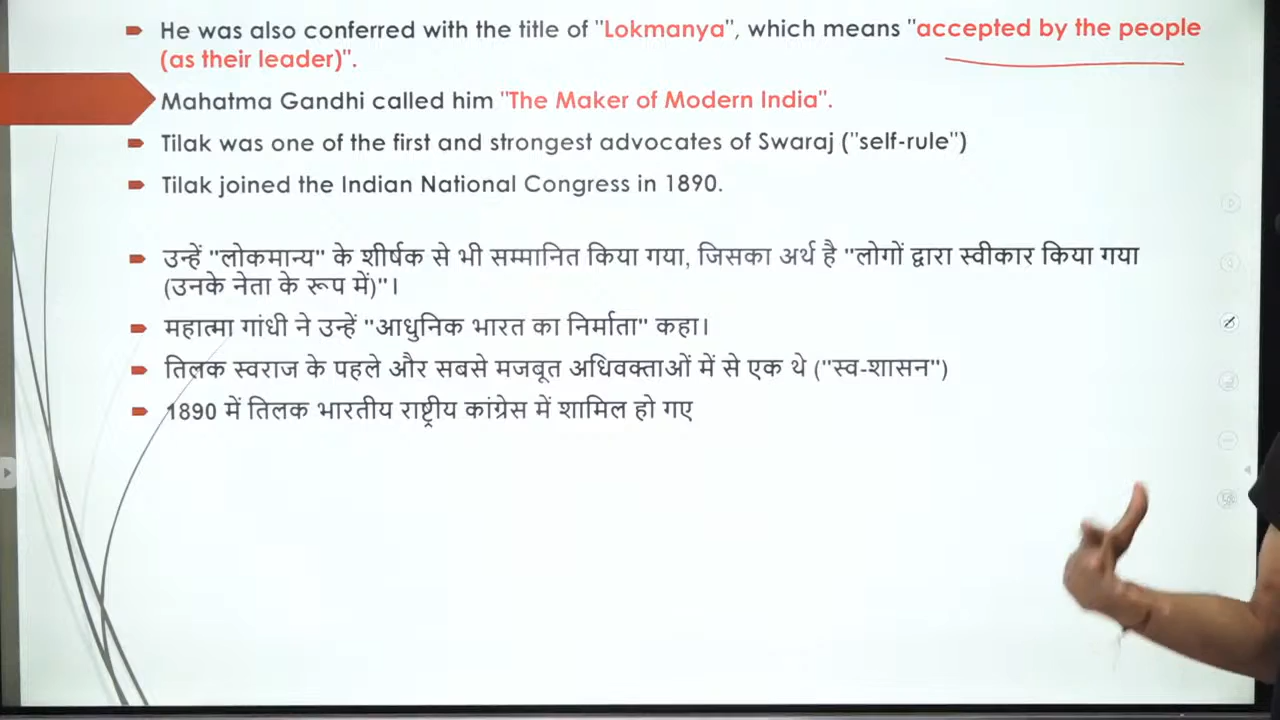 He was also conferred with the title of "Lokmanya", which means "accepted by the people
(as their leader)".
Mahatma Gandhi called him "The Maker of Modern India".
Tilak was one of the first and strongest advocates of Swaraj ("self-rule")
Tilak joined the Indian National Congress in 1890.
उन्हें "लोकमान्य" के शीर्षक से भी सम्मानित किया गया, जिसका अर्थ है "लोगों द्वारा स्वीकार किया गया
(उनके नेता के रूप में)"।
महात्मा गांधी ने उन्हें "आधुनिक भारत का निर्माता" कहा।
तिलक स्वराज के पहले और सबसे मजबूत अधिवक्ताओं में से एक थे ("स्व-शासन")
1890 में तिलक भारतीय राष्ट्रीय कांग्रेस में शामिल हो गए